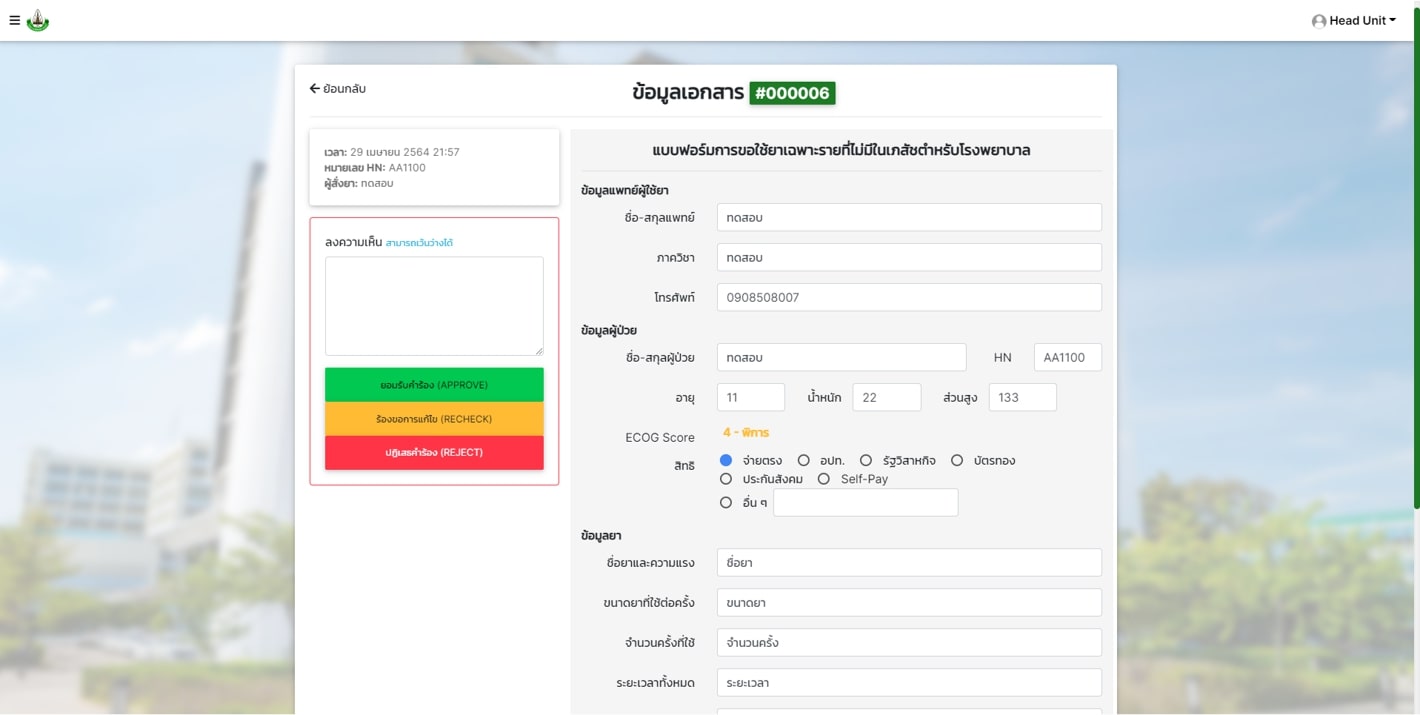 Head Unit
ย้อนกลับ
ข้อมูลเอกสาร #000006
เวลา: 29 เมษายน 2564 21:57
หมายเลข HN: AA1100
ผู้สั่งยา: ทดสอบ
ลงความเห็น สามารถเว้นว่างได้
ยอมรับคำร้อง (APPROVE)
ร้องขอการแก้ไข (RECHECK)
ปฏิเสธคำร้อง (REJECT)
แบบฟอร์มการขอใช้ยาเฉพาะรายที่ไม่มีในเภสัชตำหรับโรงพยาบาล
ข้อมูลแพทย์ผู้ใช้ยา
ชื่อ-สกุลแพทย์ ทดสอบ
ภาควิชา ทดสอบ
โทรศัพท์ 0908508007
ข้อมูลผู้ป่วย
ชื่อ-สกุลผู้ป่วย ทดสอบ HN AA1100
อายุ 11 น้ำหนัก 22 ส่วนสูง 133
ECOG Score 4 - พิการ
สิทธิ จ่ายตรง อปท. รัฐวิสาหกิจ บัตรทอง
ประกันสังคม Self-Pay
อื่น ๆ
ข้อมูลยา
ชื่อยาและความแรง ชื่อยา
ขนาดยาที่ใช้ต่อครั้ง ขนาดยา
จำนวนครั้งที่ใช้ จำนวนครั้ง
ระยะเวลาทั้งหมด ระยะเวลา